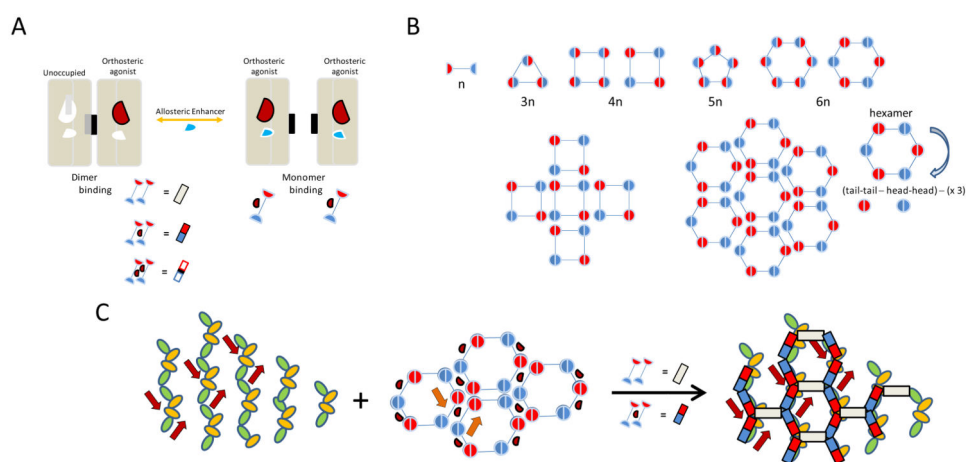 A
Unoccupied
Orthosteric
agonist
Allosteric Enhancer
Orthosteric
agonist
Orthosteric
agonist
Dimer
binding
Monomer
binding
=
=
=
B
n
3n
4n
5n
6n
hexamer
(tail-tail – head-head) – (x 3)
C
+
=
=